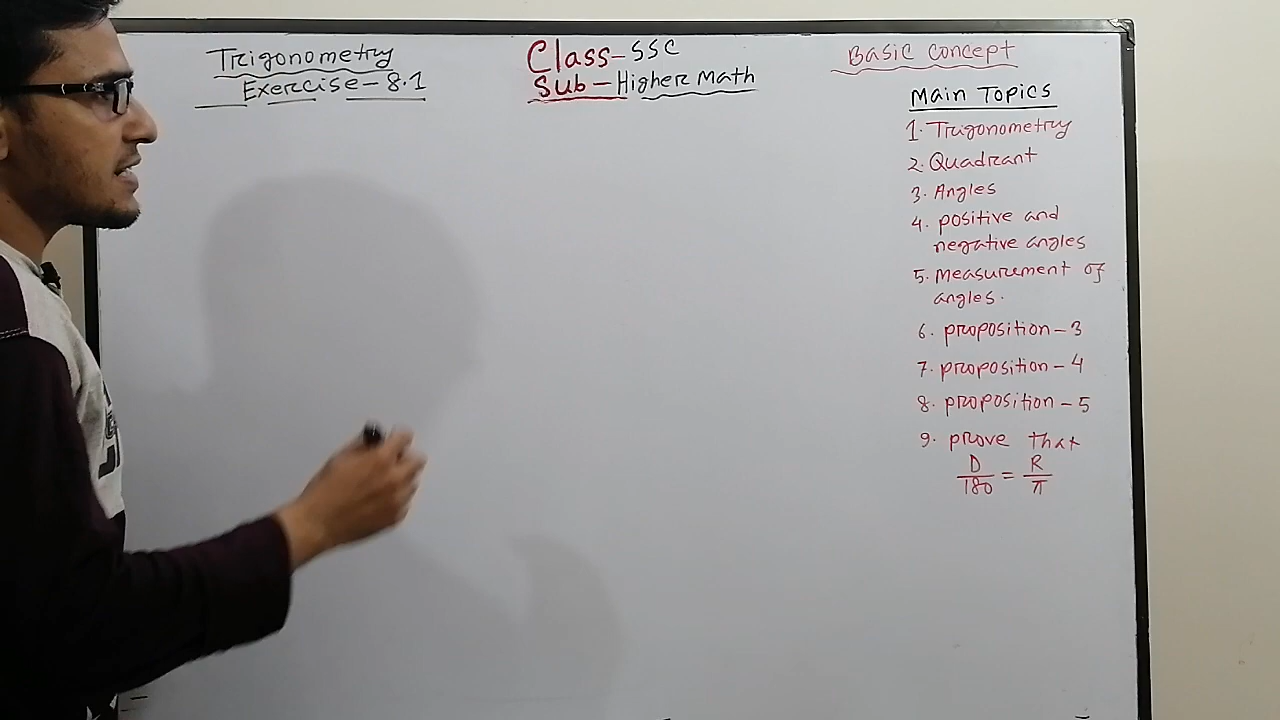 Trigonometry
Exercise-8.1
Class-SSC
Sub-Higher Math
Basic Concept
Main Topics
1. Trigonometry
2. Quadrant
3. Angles
4. positive and
negative angles
5. measurement of
angles.
6. proposition-3
7. proposition-4
8. proposition-5
9. prove that
D/180 = R/π